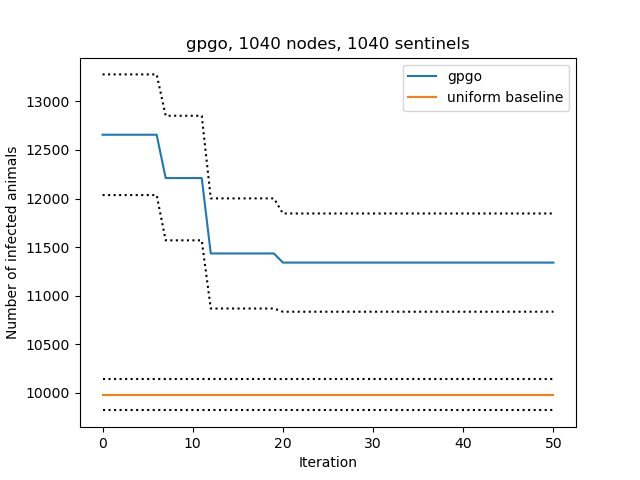 gpgo, 1040 nodes, 1040 sentinels
gpgo
uniform baseline
Number of infected animals
13000
12500
12000
11500
11000
10500
10000
0 10 20 30 40 50
Iteration